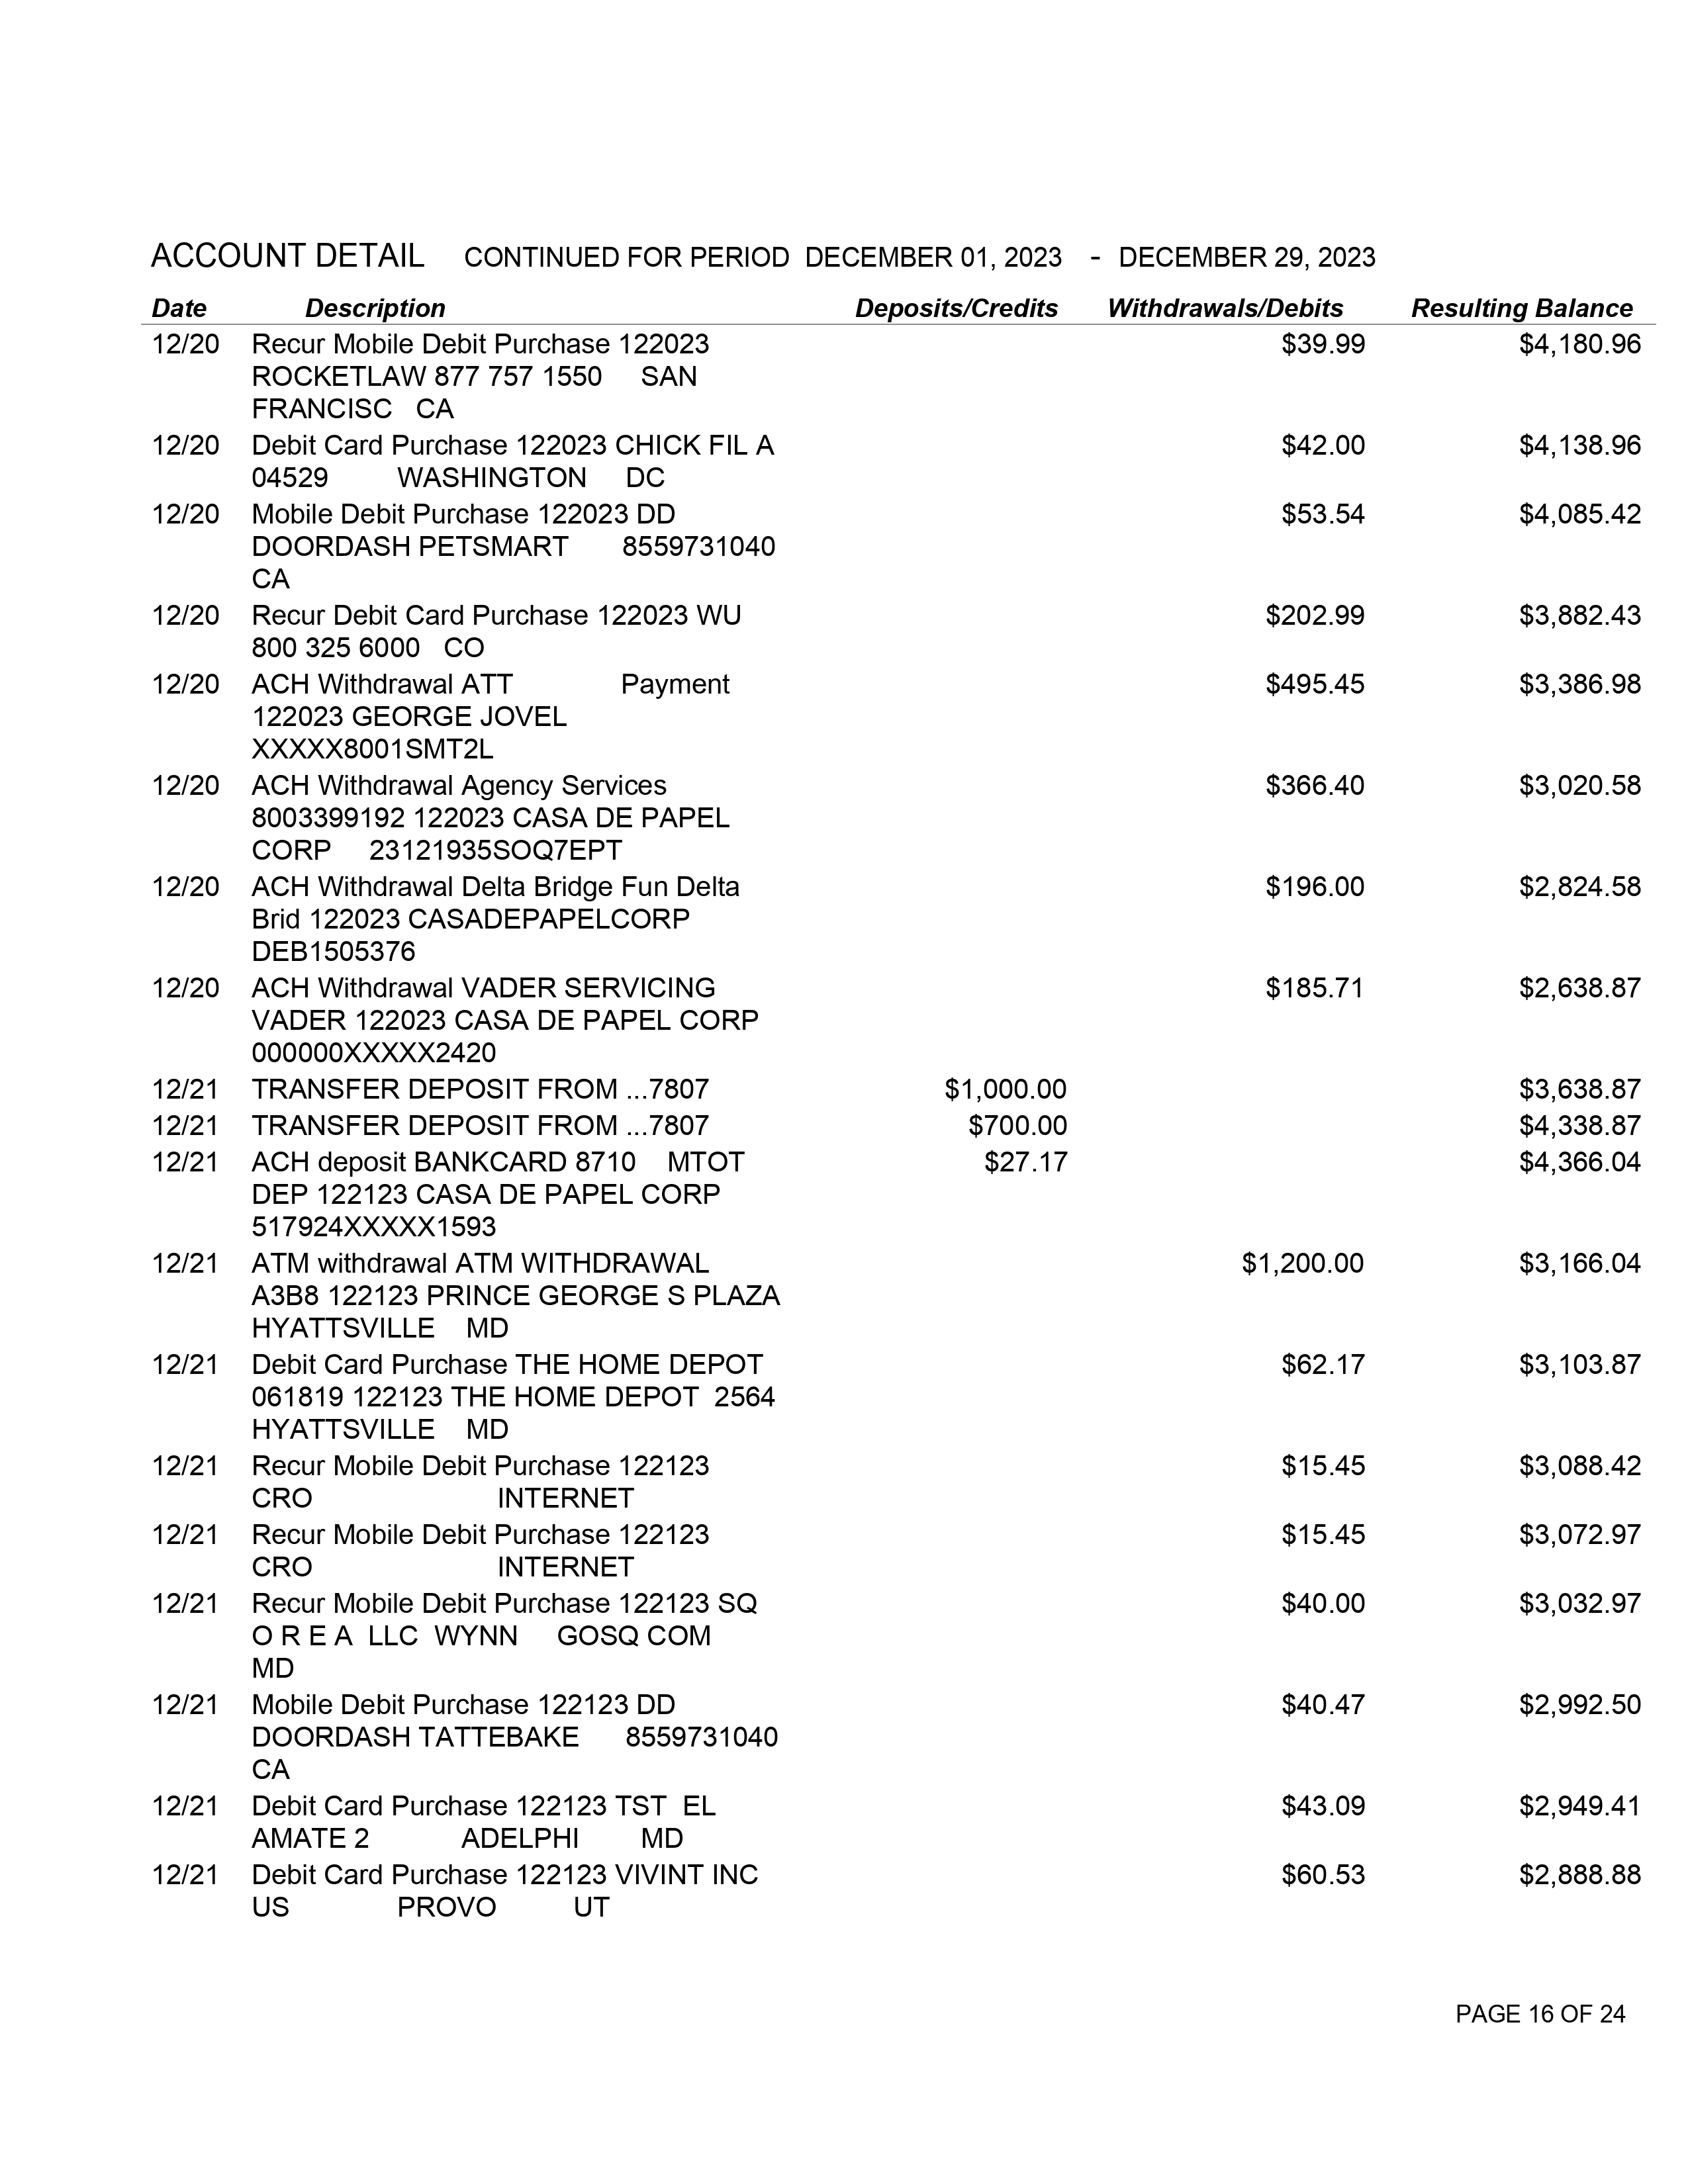 ACCOUNT DETAIL CONTINUED FOR PERIOD DECEMBER 01, 2023 - DECEMBER 29, 2023
Date Description Deposits/Credits Withdrawals/Debits Resulting Balance
12/20 Recur Mobile Debit Purchase 122023 $39.99 $4,180.96
ROCKETLAW 877 757 1550 SAN
FRANCISC CA
12/20 Debit Card Purchase 122023 CHICK FIL A $42.00 $4,138.96
04529 WASHINGTON DC
12/20 Mobile Debit Purchase 122023 DD $53.54 $4,085.42
DOORDASH PETSMART 8559731040
CA
12/20 Recur Debit Card Purchase 122023 WU $202.99 $3,882.43
800 325 6000 CO
12/20 ACH Withdrawal ATT Payment $495.45 $3,386.98
122023 GEORGE JOVEL
XXXXX8001SMT2L
12/20 ACH Withdrawal Agency Services $366.40 $3,020.58
8003399192 122023 CASA DE PAPEL
CORP 23121935SOQ7EPT
12/20 ACH Withdrawal Delta Bridge Fun Delta $196.00 $2,824.58
Brid 122023 CASADEPAPELCORP
DEB1505376
12/20 ACH Withdrawal VADER SERVICING $185.71 $2,638.87
VADER 122023 CASA DE PAPEL CORP
000000XXXXX2420
12/21 TRANSFER DEPOSIT FROM ...7807 $1,000.00 $3,638.87
12/21 TRANSFER DEPOSIT FROM ...7807 $700.00 $4,338.87
12/21 ACH deposit BANKCARD 8710 MTOT $27.17 $4,366.04
DEP 122123 CASA DE PAPEL CORP
517924XXXXX1593
12/21 ATM withdrawal ATM WITHDRAWAL $1,200.00 $3,166.04
A3B8 122123 PRINCE GEORGE S PLAZA
HYATTSVILLE MD
12/21 Debit Card Purchase THE HOME DEPOT $62.17 $3,103.87
061819 122123 THE HOME DEPOT 2564
HYATTSVILLE MD
12/21 Recur Mobile Debit Purchase 122123 $15.45 $3,088.42
CRO INTERNET
12/21 Recur Mobile Debit Purchase 122123 $15.45 $3,072.97
CRO INTERNET
12/21 Recur Mobile Debit Purchase 122123 SQ $40.00 $3,032.97
O R E A LLC WYNN GOSQ COM
MD
12/21 Mobile Debit Purchase 122123 DD $40.47 $2,992.50
DOORDASH TATTEBAKE 8559731040
CA
12/21 Debit Card Purchase 122123 TST EL $43.09 $2,949.41
AMATE 2 ADELPHI MD
12/21 Debit Card Purchase 122123 VIVINT INC $60.53 $2,888.88
US PROVO UT
PAGE 16 OF 24